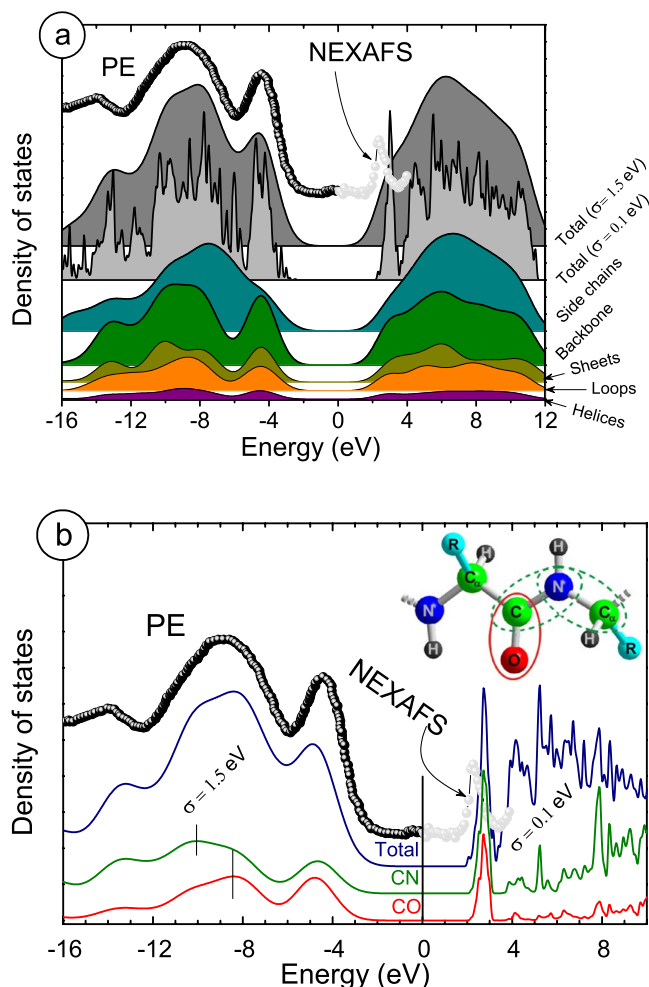 a
PE
NEXAFS
Density of states
Total (σ = 1.5 eV)
Total (σ = 0.1 eV)
Side chains
Backbone
Sheets
Loops
Helices
-16 -12 -8 -4 0 4 8 12
Energy (eV)
b
PE
NEXAFS
Density of states
σ = 1.5 eV
σ = 0.1 eV
Total
CN
CO
R
H
H
N
Cα
C
N
Cα
H
O
H
R
-16 -12 -8 -4 0 4 8
Energy (eV)